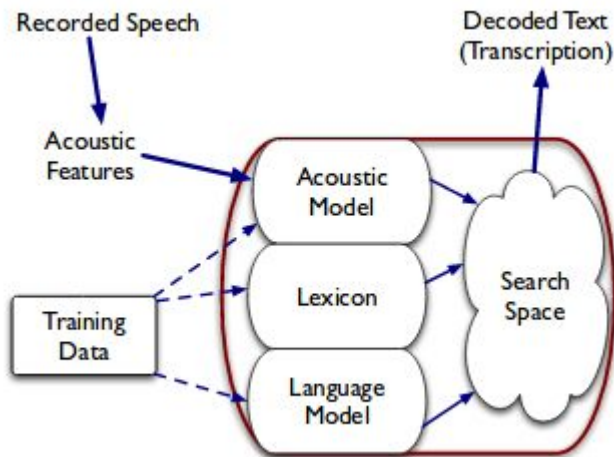 Recorded Speech
Decoded Text
(Transcription)
Acoustic
Features
Acoustic
Model
Lexicon
Search
Space
Training
Data
Language
Model